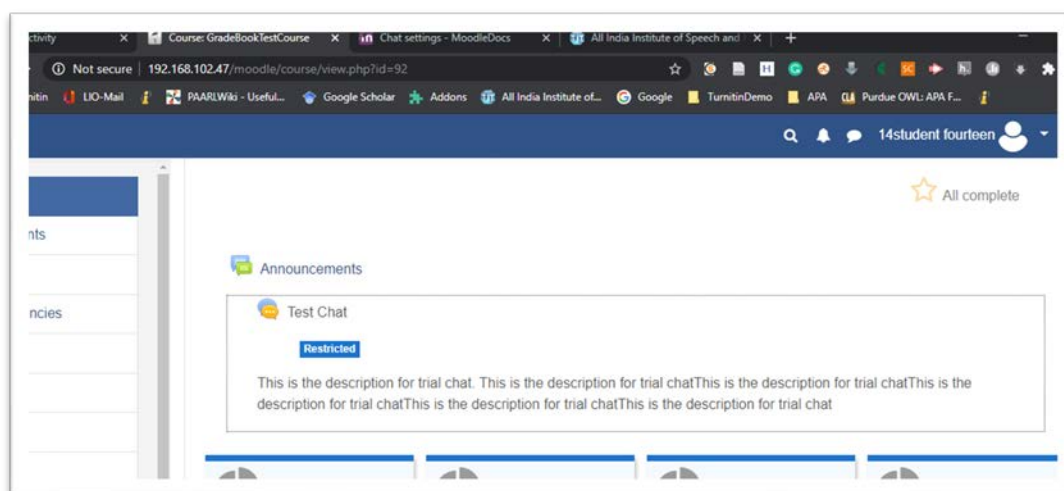 ctivity × Course: GradeBookTestCourse × Chat settings - MoodleDocs × All India Institute of Speech and × +
Not secure 192.168.102.47/moodle/course/view.php?id=92
nitin LIO-Mail PAARLWiki - Useful... Google Scholar Addons All India Institute of... Google TurnitinDemo APA Purdue OWL: APA F...
14student fourteen
All complete
nts
Announcements
ncies
Test Chat
Restricted
This is the description for trial chat. This is the description for trial chatThis is the description for trial chatThis is the
description for trial chatThis is the description for trial chatThis is the description for trial chat